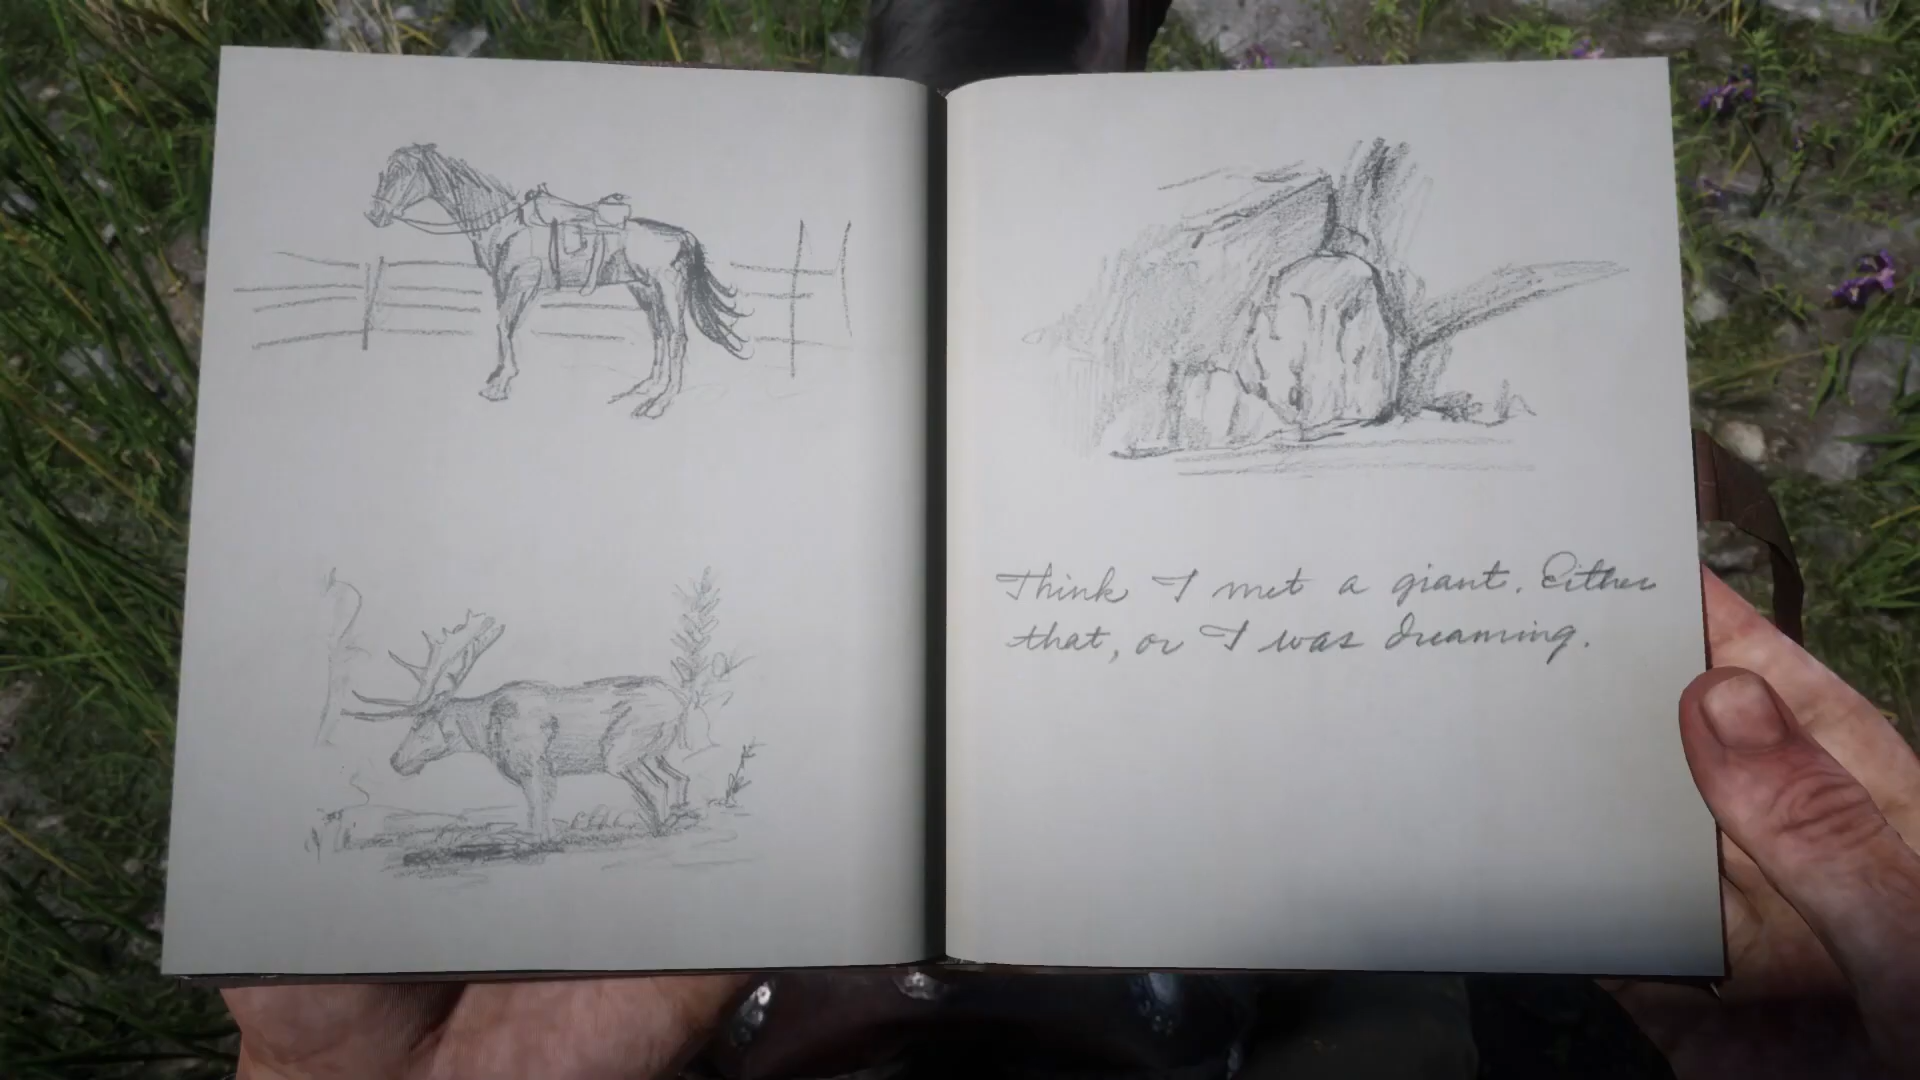 Think I met a giant. Either
that, or I was dreaming.